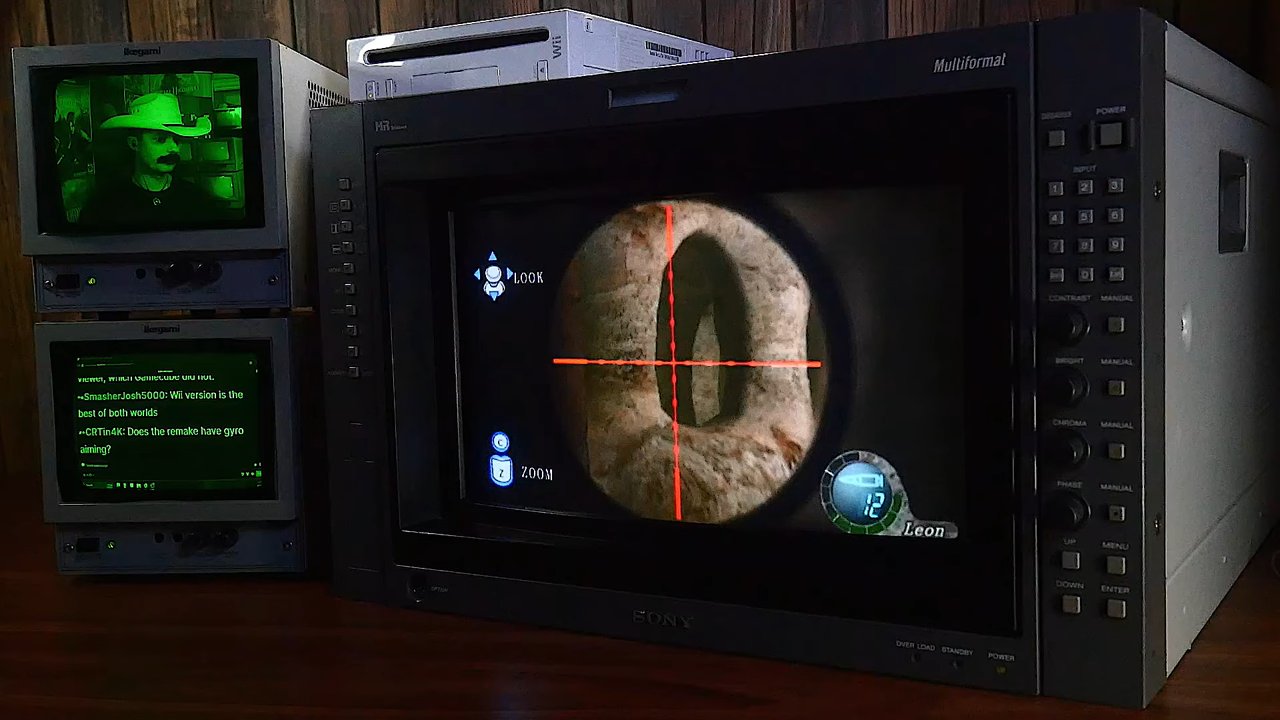 Ikegami
Ikegami
viewer, which Gamecube did not.
SmasherJosh5000: Wii version is the
best of both worlds
CRTin4K: Does the remake have gyro
aiming?
Wii
HR
Multiformat
LOOK
C
Z
ZOOM
12
Leon
SONY
OVER LOAD
STANDBY
POWER
POWER
INPUT
1 2 3
4 5 6
7 8 9
0
CONTRAST MANUAL
BRIGHT MANUAL
CHROMA MANUAL
PHASE MANUAL
UP MENU
DOWN ENTER